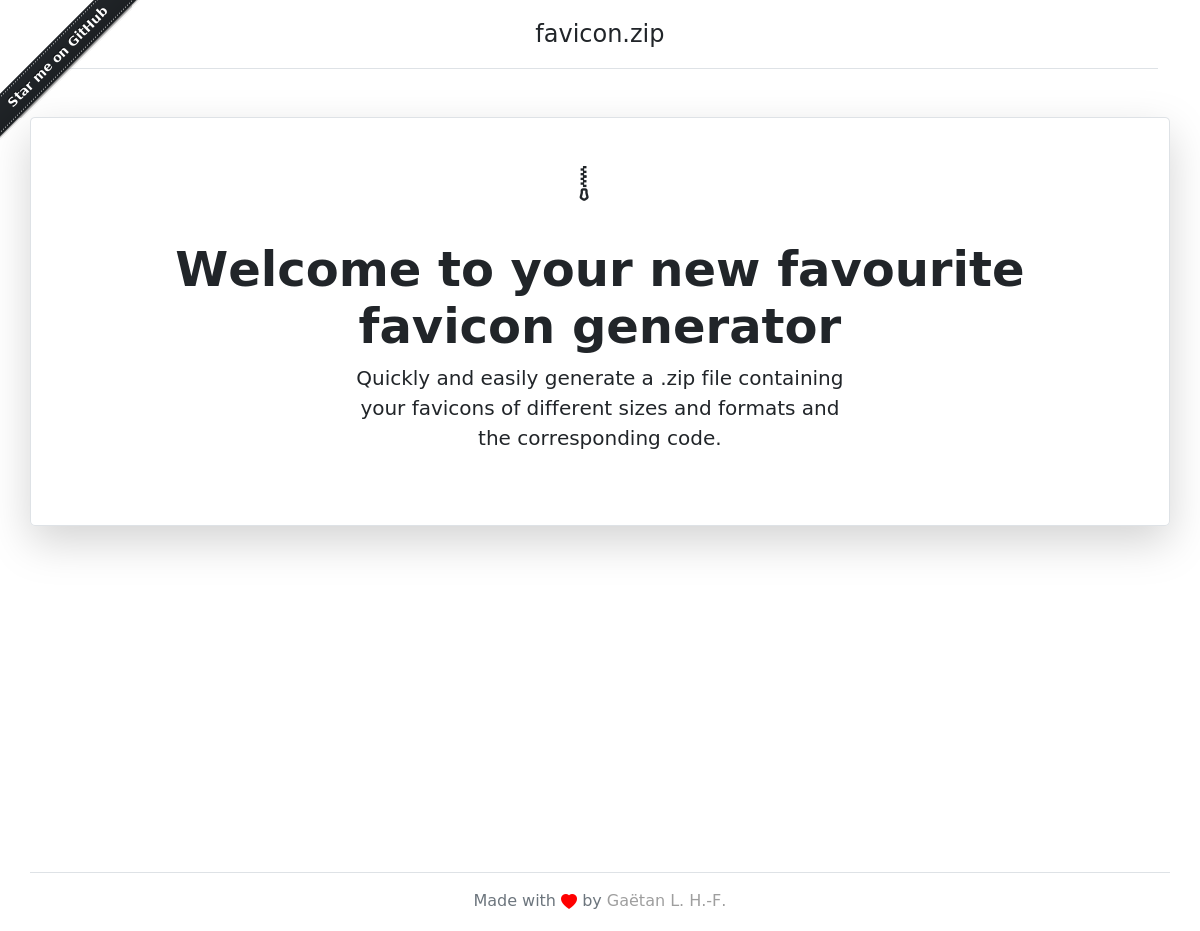 Star me on GitHub
favicon.zip
Welcome to your new favourite
favicon generator
Quickly and easily generate a .zip file containing
your favicons of different sizes and formats and
the corresponding code.
Made with ❤ by Gaëtan L. H.-F.